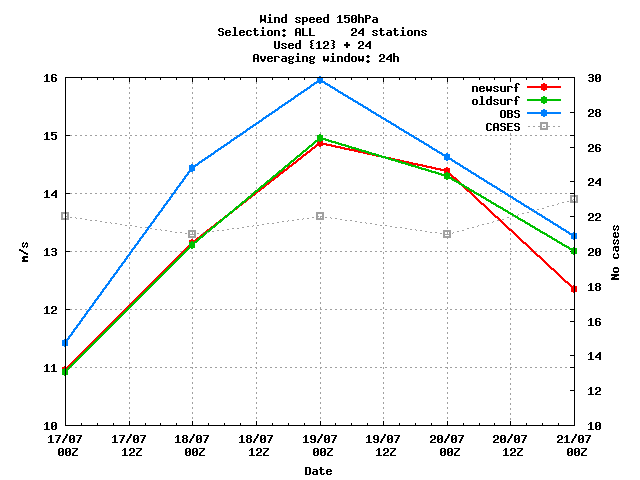 Wind speed 150hPa
Selection: ALL 24 stations
Used {12} + 24
Averaging window: 24h
newsurf
oldsurf
OBS
CASES
16
15
14
13
12
11
10
m/s
30
28
26
24
22
20
18
16
14
12
10
No cases
17/07 17/07 18/07 18/07 19/07 19/07 20/07 20/07 21/07
00Z 12Z 00Z 12Z 00Z 12Z 00Z 12Z 00Z
Date